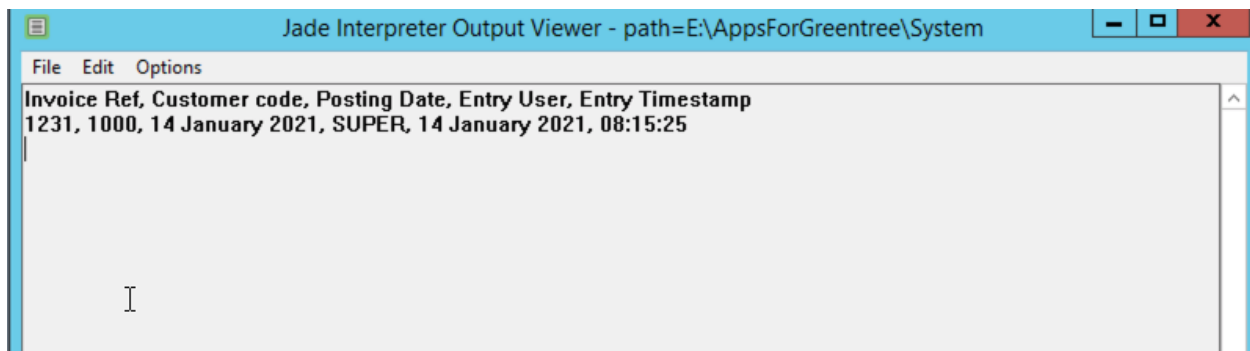 Jade Interpreter Output Viewer - path=E:\AppsForGreentree\System
File Edit Options
Invoice Ref, Customer code, Posting Date, Entry User, Entry Timestamp
1231, 1000, 14 January 2021, SUPER, 14 January 2021, 08:15:25